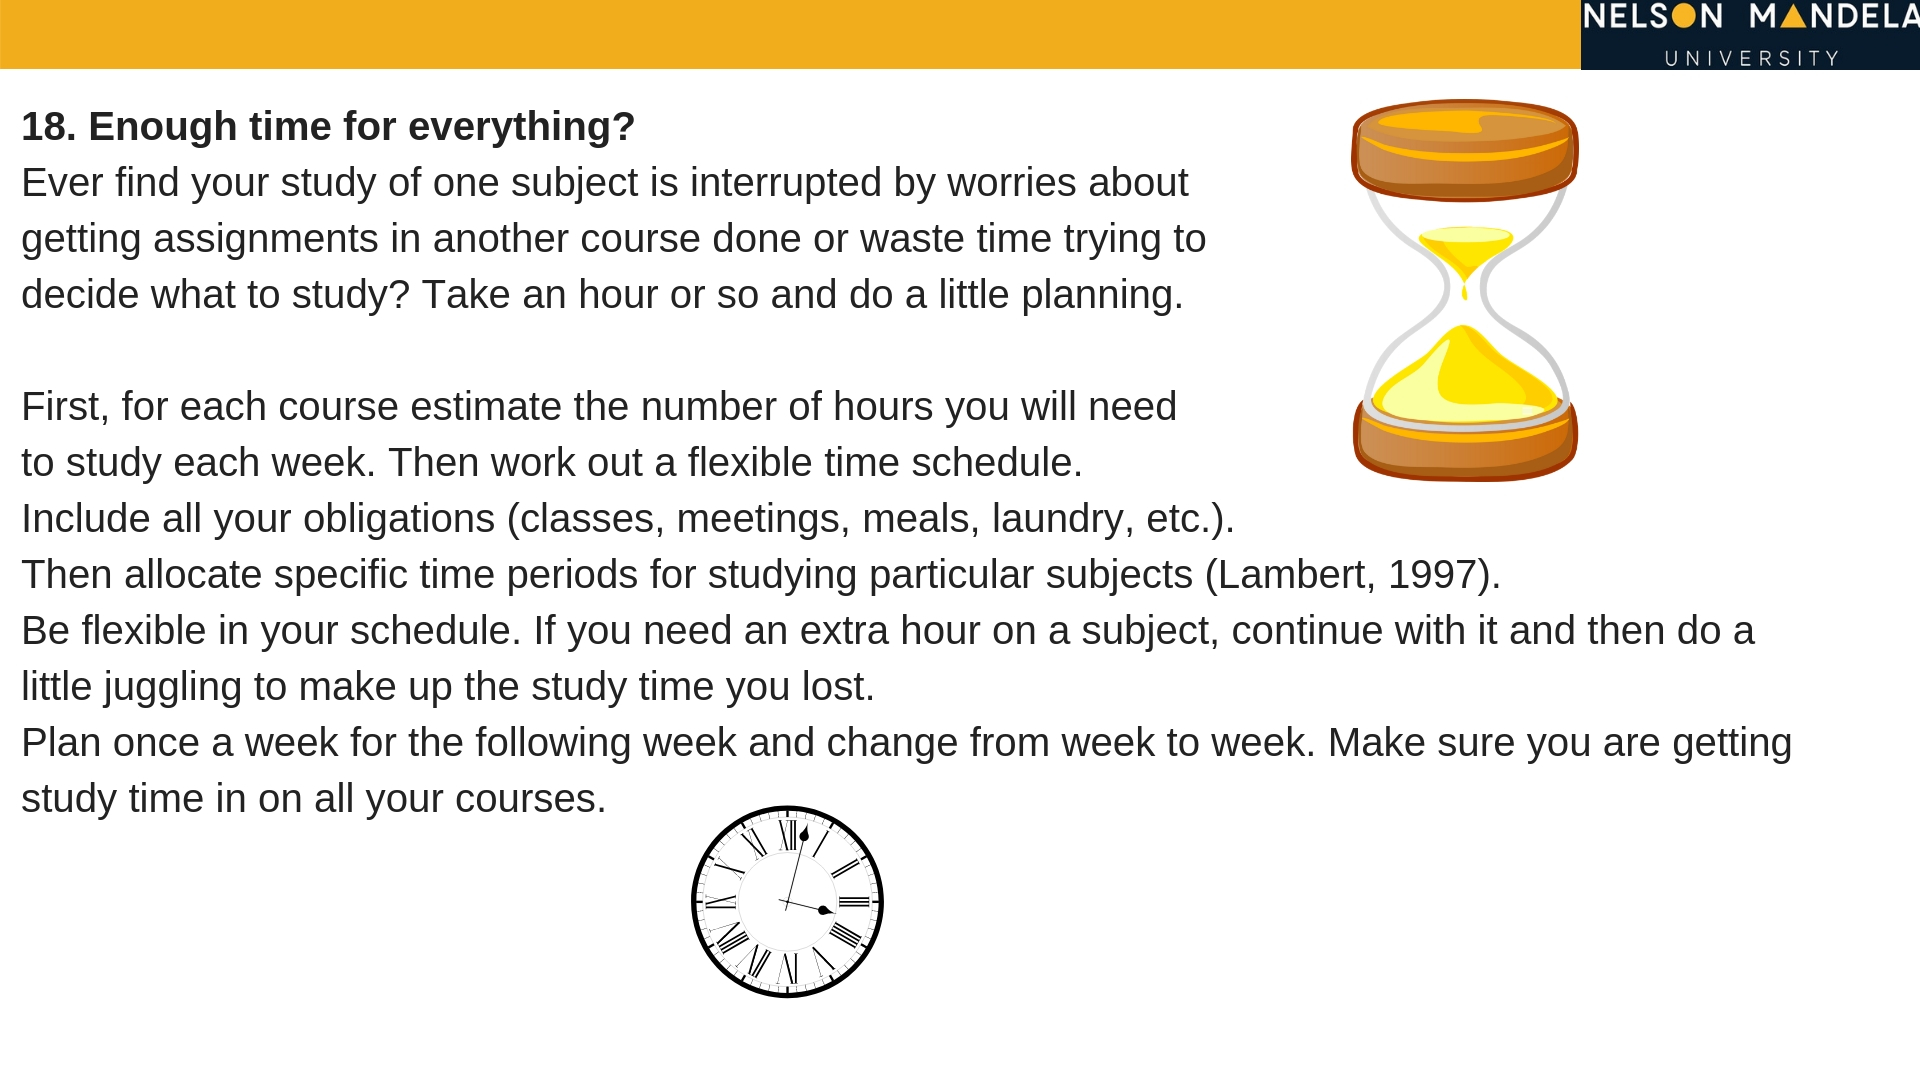 NELSON MANDELA
UNIVERSITY
18. Enough time for everything?
Ever find your study of one subject is interrupted by worries about
getting assignments in another course done or waste time trying to
decide what to study? Take an hour or so and do a little planning.
First, for each course estimate the number of hours you will need
to study each week. Then work out a flexible time schedule.
Include all your obligations (classes, meetings, meals, laundry, etc.).
Then allocate specific time periods for studying particular subjects (Lambert, 1997).
Be flexible in your schedule. If you need an extra hour on a subject, continue with it and then do a
little juggling to make up the study time you lost.
Plan once a week for the following week and change from week to week. Make sure you are getting
study time in on all your courses.
XII
I
II
III
IIII
V
VI
VII
VIII
IX
X
XI